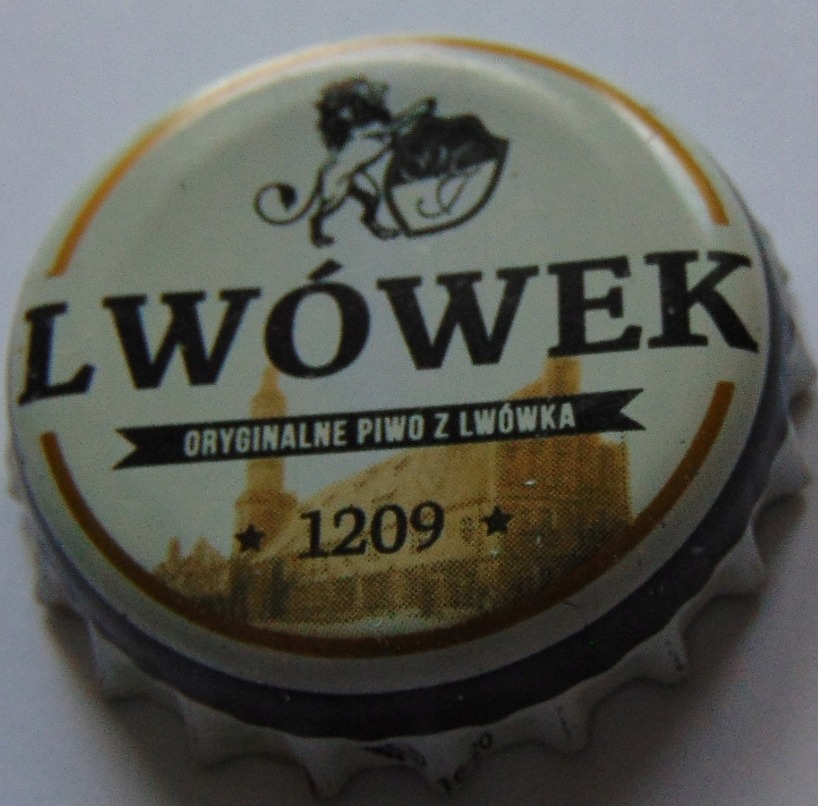 LWÓWEK
ORYGINALNE PIWO Z LWÓWKA
★ 1209 ★